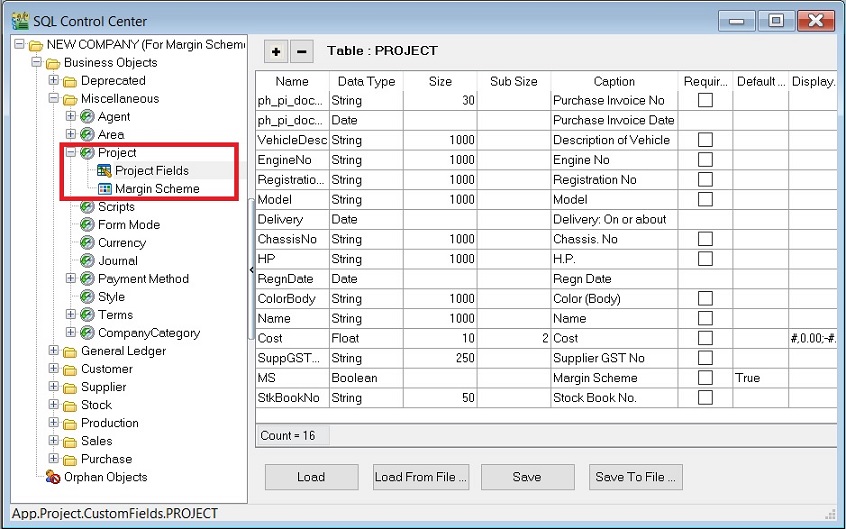 SQL Control Center
NEW COMPANY (For Margin Scheme
Business Objects
Deprecated
Miscellaneous
Agent
Area
Project
Project Fields
Margin Scheme
Scripts
Form Mode
Currency
Journal
Payment Method
Style
Terms
CompanyCategory
General Ledger
Customer
Supplier
Stock
Production
Sales
Purchase
Orphan Objects
+ − Table : PROJECT
Name Data Type Size Sub Size Caption Requir... Default ... Display.
ph_pi_doc... String 30 Purchase Invoice No
ph_pi_doc... Date Purchase Invoice Date
VehicleDesc String 1000 Description of Vehicle
EngineNo String 1000 Engine No
Registratio... String 1000 Registration No
Model String 1000 Model
Delivery Date Delivery: On or about
ChassisNo String 1000 Chassis. No
HP String 1000 H.P.
RegnDate Date Regn Date
ColorBody String 1000 Color (Body)
Name String 1000 Name
Cost Float 10 2 Cost #,0.00;-#.
SuppGST... String 250 Supplier GST No
MS Boolean Margin Scheme True
StkBookNo String 50 Stock Book No.
Count = 16
Load Load From File ... Save Save To File ...
App.Project.CustomFields.PROJECT